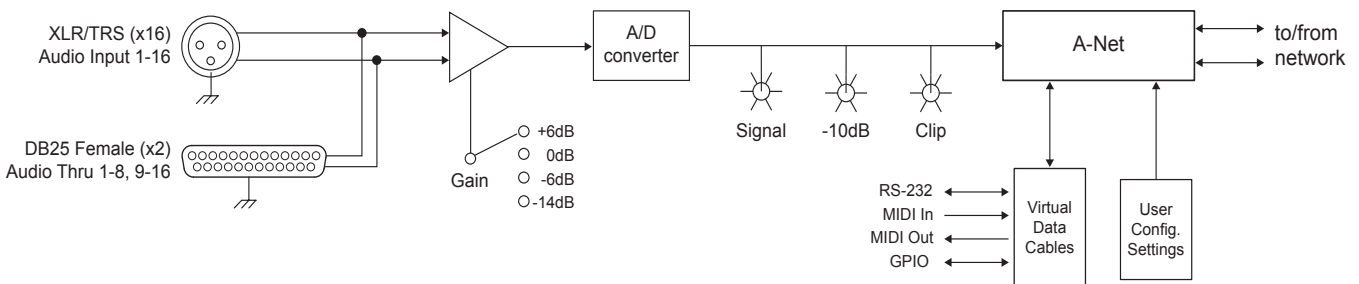 XLR/TRS (x16)
Audio Input 1-16
DB25 Female (x2)
Audio Thru 1-8, 9-16
Gain
+6dB
0dB
-6dB
-14dB
A/D
converter
Signal
-10dB
Clip
A-Net
to/from
network
RS-232
MIDI In
MIDI Out
GPIO
Virtual
Data
Cables
User
Config.
Settings